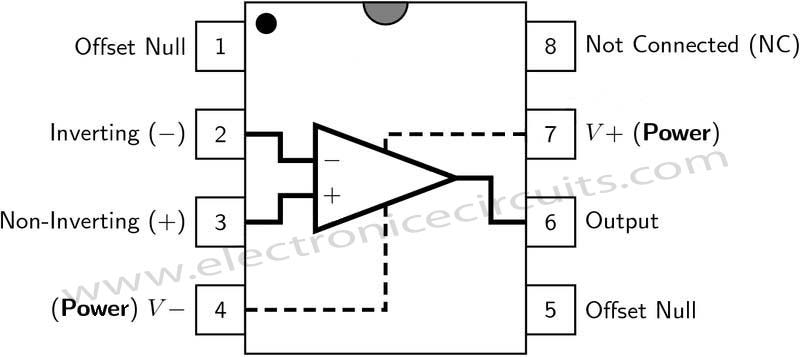 Offset Null 1
8 Not Connected (NC)
Inverting (−) 2
−
7 V+ (Power)
Non-Inverting (+) 3
+
6 Output
(Power) V− 4
5 Offset Null
www.electronicecircuits.com